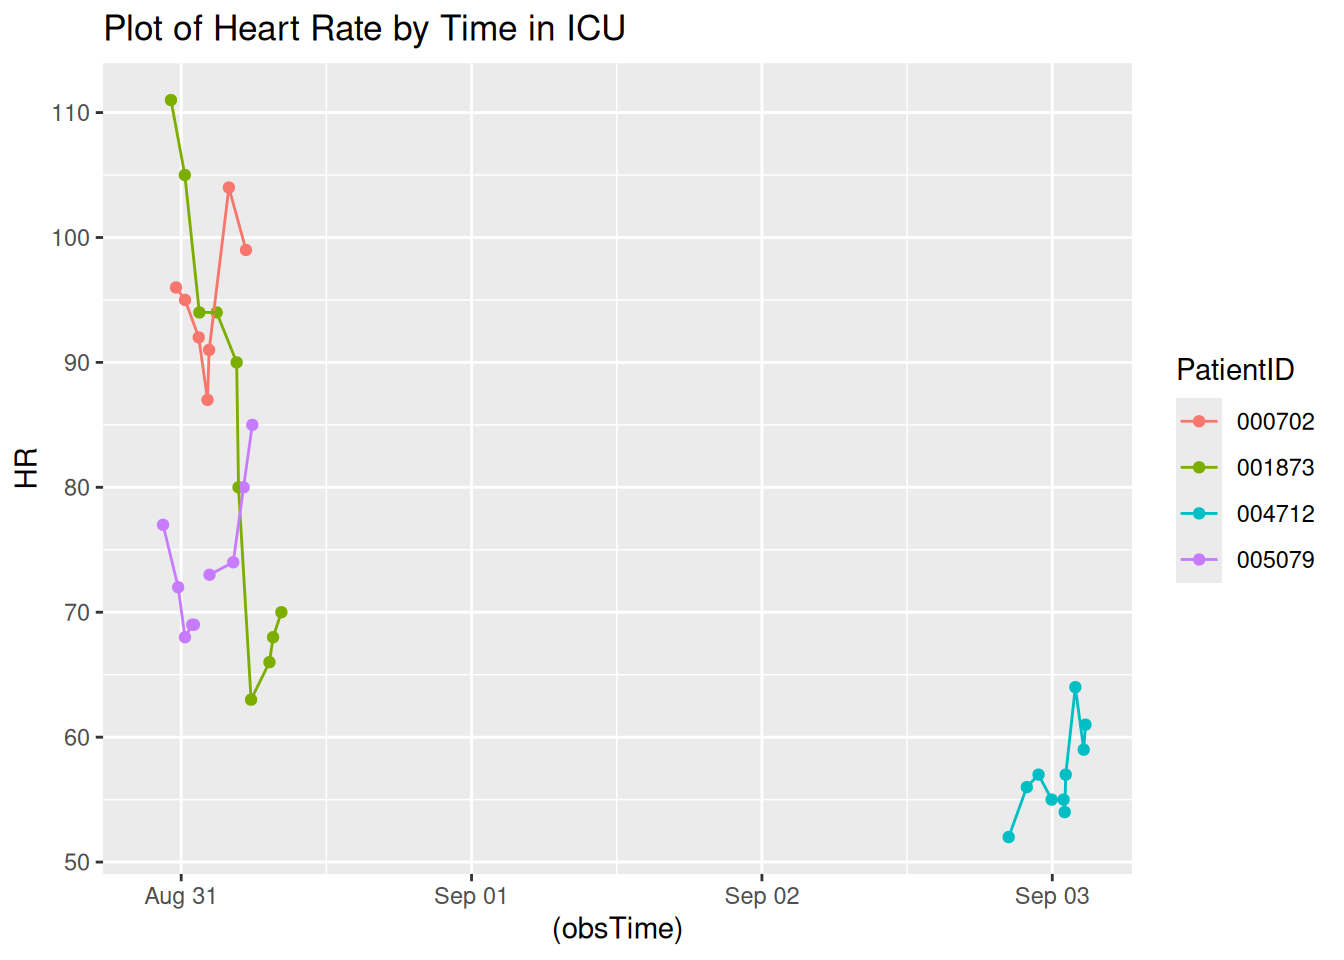 Plot of Heart Rate by Time in ICU
110
100
90
80
70
60
50
HR
Aug 31 Sep 01 Sep 02 Sep 03
(obsTime)
PatientID
000702
001873
004712
005079